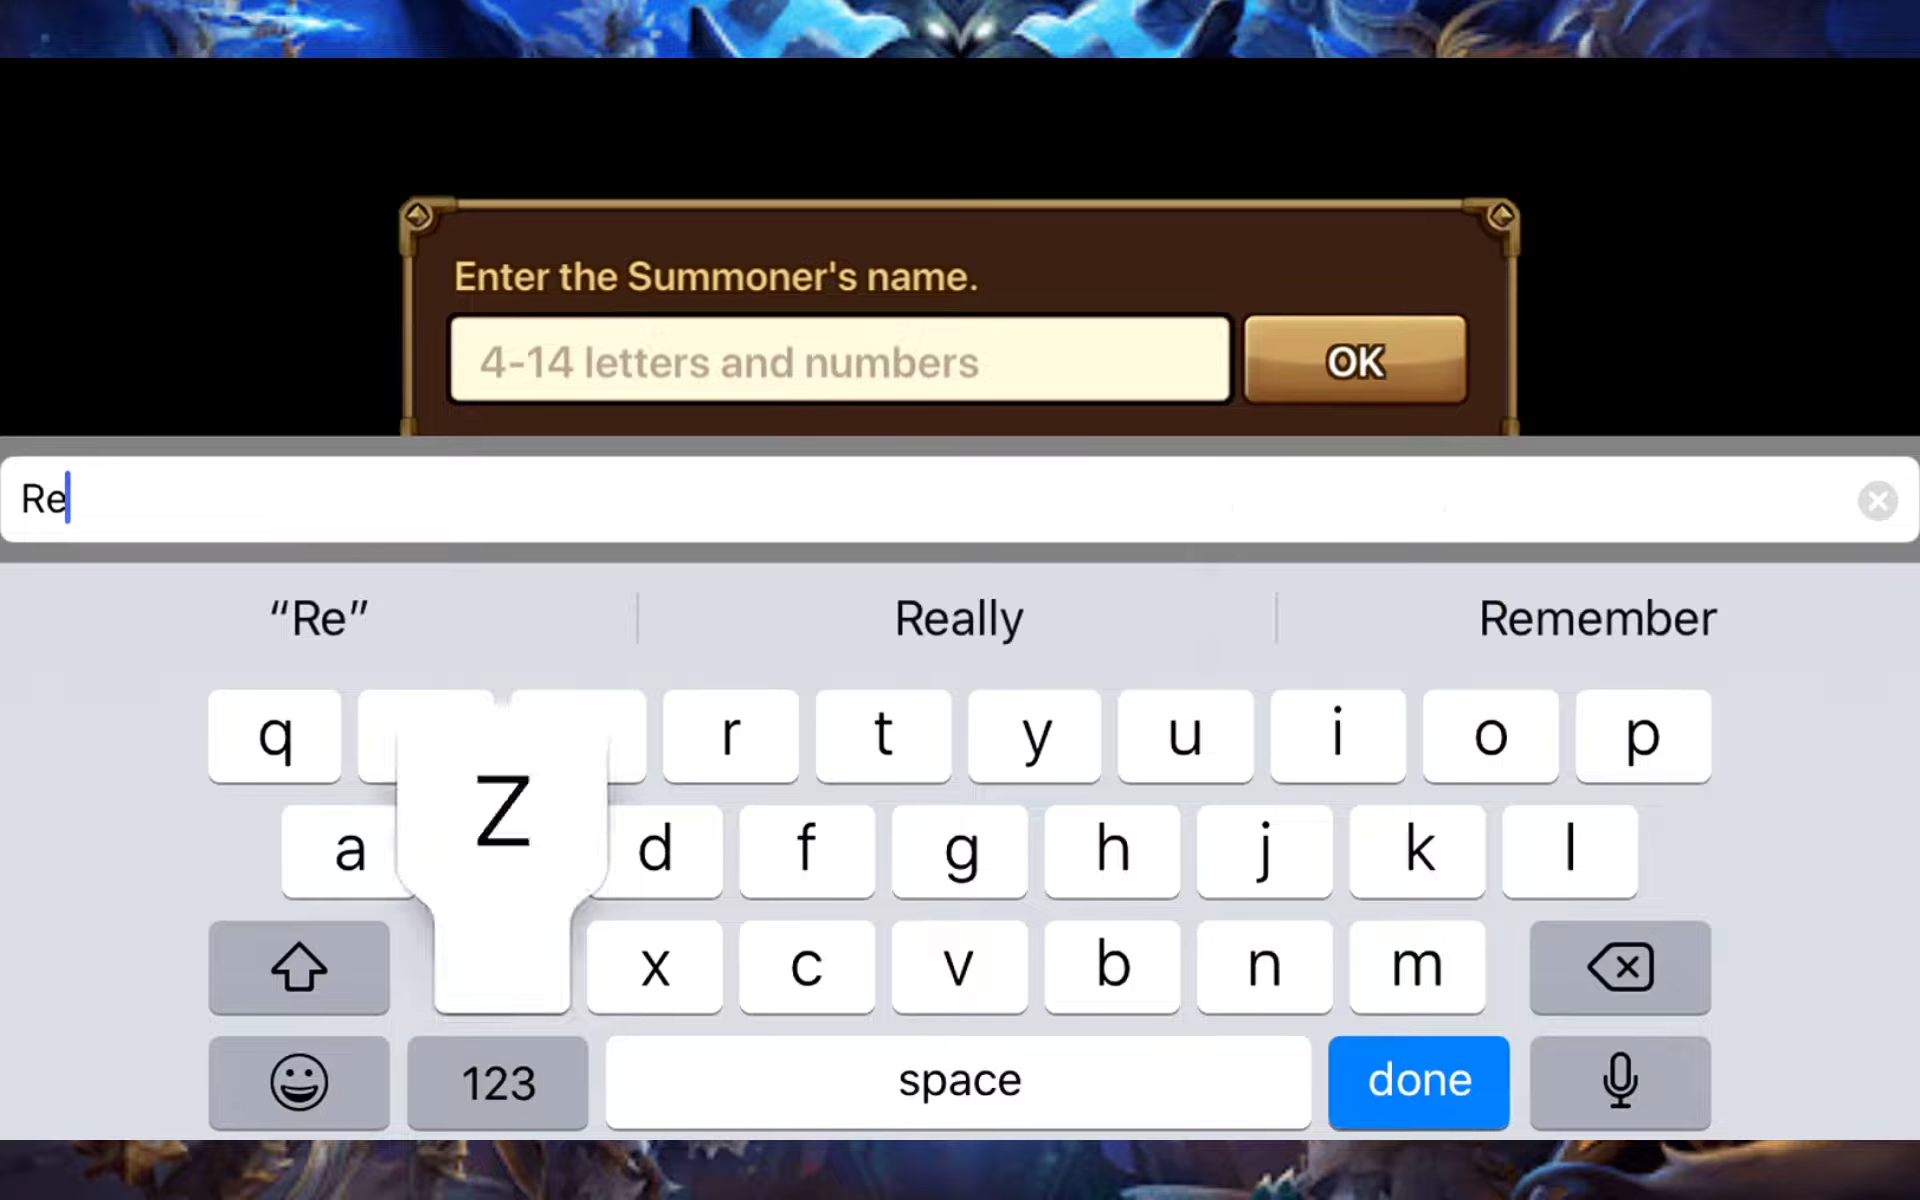 Enter the Summoner's name.
4-14 letters and numbers
OK
Re
“Re”
Really
Remember
q r t y u i o p
Z
a d f g h j k l
x c v b n m
123
space
done